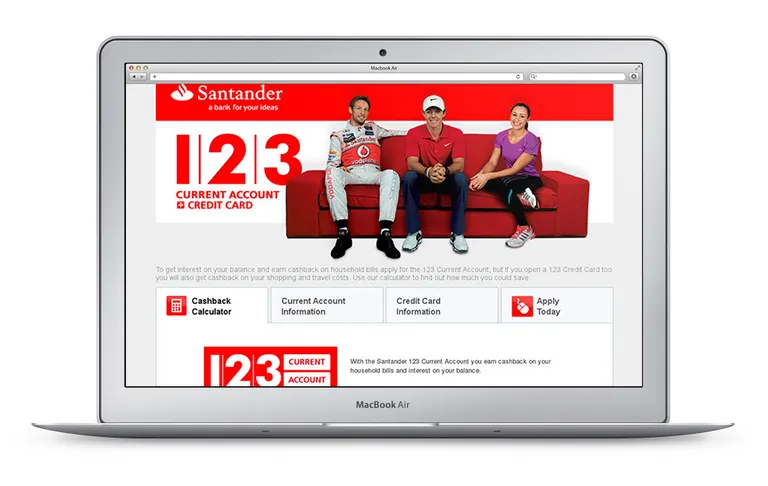 Macbook Air
Santander
a bank for your ideas
1|2|3
CURRENT ACCOUNT
+ CREDIT CARD
vodafone
To get interest on your balance and earn cashback on household bills apply for the 123 Current Account, but if you open a 123 Credit Card too
you will also get cashback on your shopping and travel costs. Use our calculator to find out how much you could save.
Cashback
Calculator
Current Account
Information
Credit Card
Information
Apply
Today
1|2|3
CURRENT
ACCOUNT
With the Santander 123 Current Account you earn cashback on your
household bills and interest on your balance.
MacBook Air